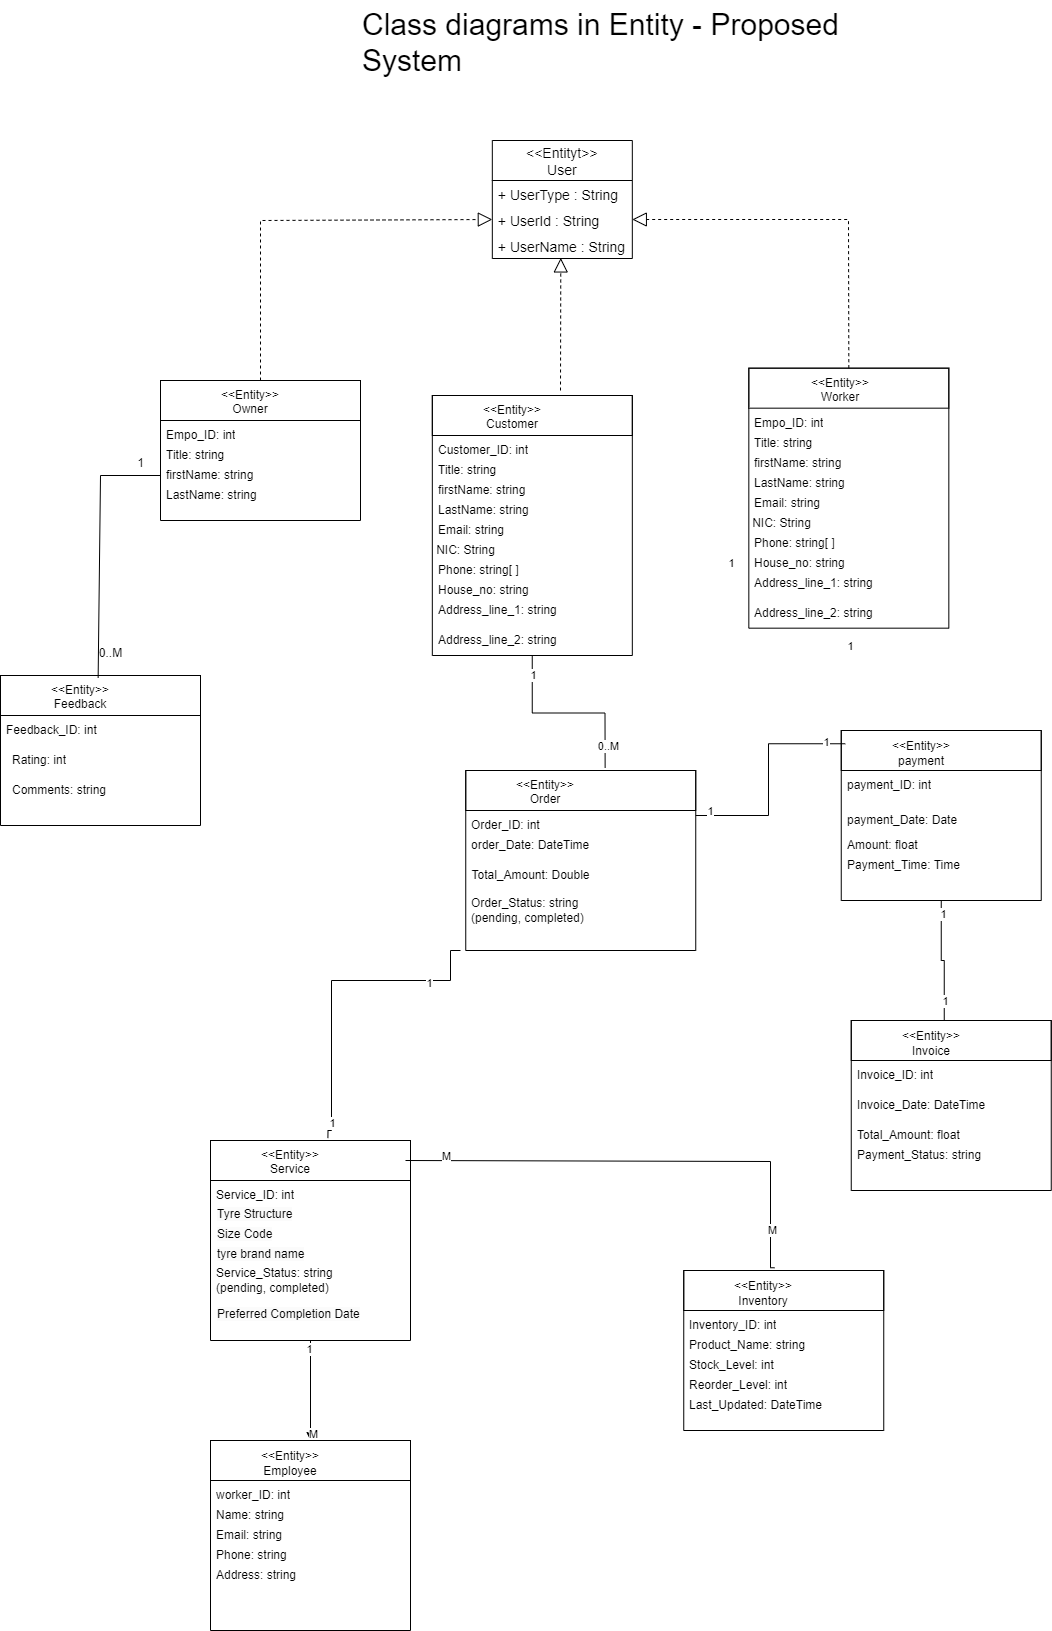 Class diagrams in Entity - Proposed
System
<<Entityt>>
User
+ UserType : String
+ UserId : String
+ UserName : String
<<Entity>>
Owner
Empo_ID: int
Title: string
firstName: string
LastName: string
1
0..M
<<Entity>>
Customer
Customer_ID: int
Title: string
firstName: string
LastName: string
Email: string
NIC: String
Phone: string[ ]
House_no: string
Address_line_1: string
Address_line_2: string
1
0..M
<<Entity>>
Worker
Empo_ID: int
Title: string
firstName: string
LastName: string
Email: string
NIC: String
Phone: string[ ]
House_no: string
Address_line_1: string
Address_line_2: string
1
1
<<Entity>>
Feedback
Feedback_ID: int
Rating: int
Comments: string
<<Entity>>
Order
Order_ID: int
order_Date: DateTime
Total_Amount: Double
Order_Status: string
(pending, completed)
1
1
<<Entity>>
payment
payment_ID: int
payment_Date: Date
Amount: float
Payment_Time: Time
1
1
<<Entity>>
Invoice
Invoice_ID: int
Invoice_Date: DateTime
Total_Amount: float
Payment_Status: string
1
1
<<Entity>>
Service
Service_ID: int
Tyre Structure
Size Code
tyre brand name
Service_Status: string
(pending, completed)
Preferred Completion Date
M
M
<<Entity>>
Inventory
Inventory_ID: int
Product_Name: string
Stock_Level: int
Reorder_Level: int
Last_Updated: DateTime
1
M
<<Entity>>
Employee
worker_ID: int
Name: string
Email: string
Phone: string
Address: string